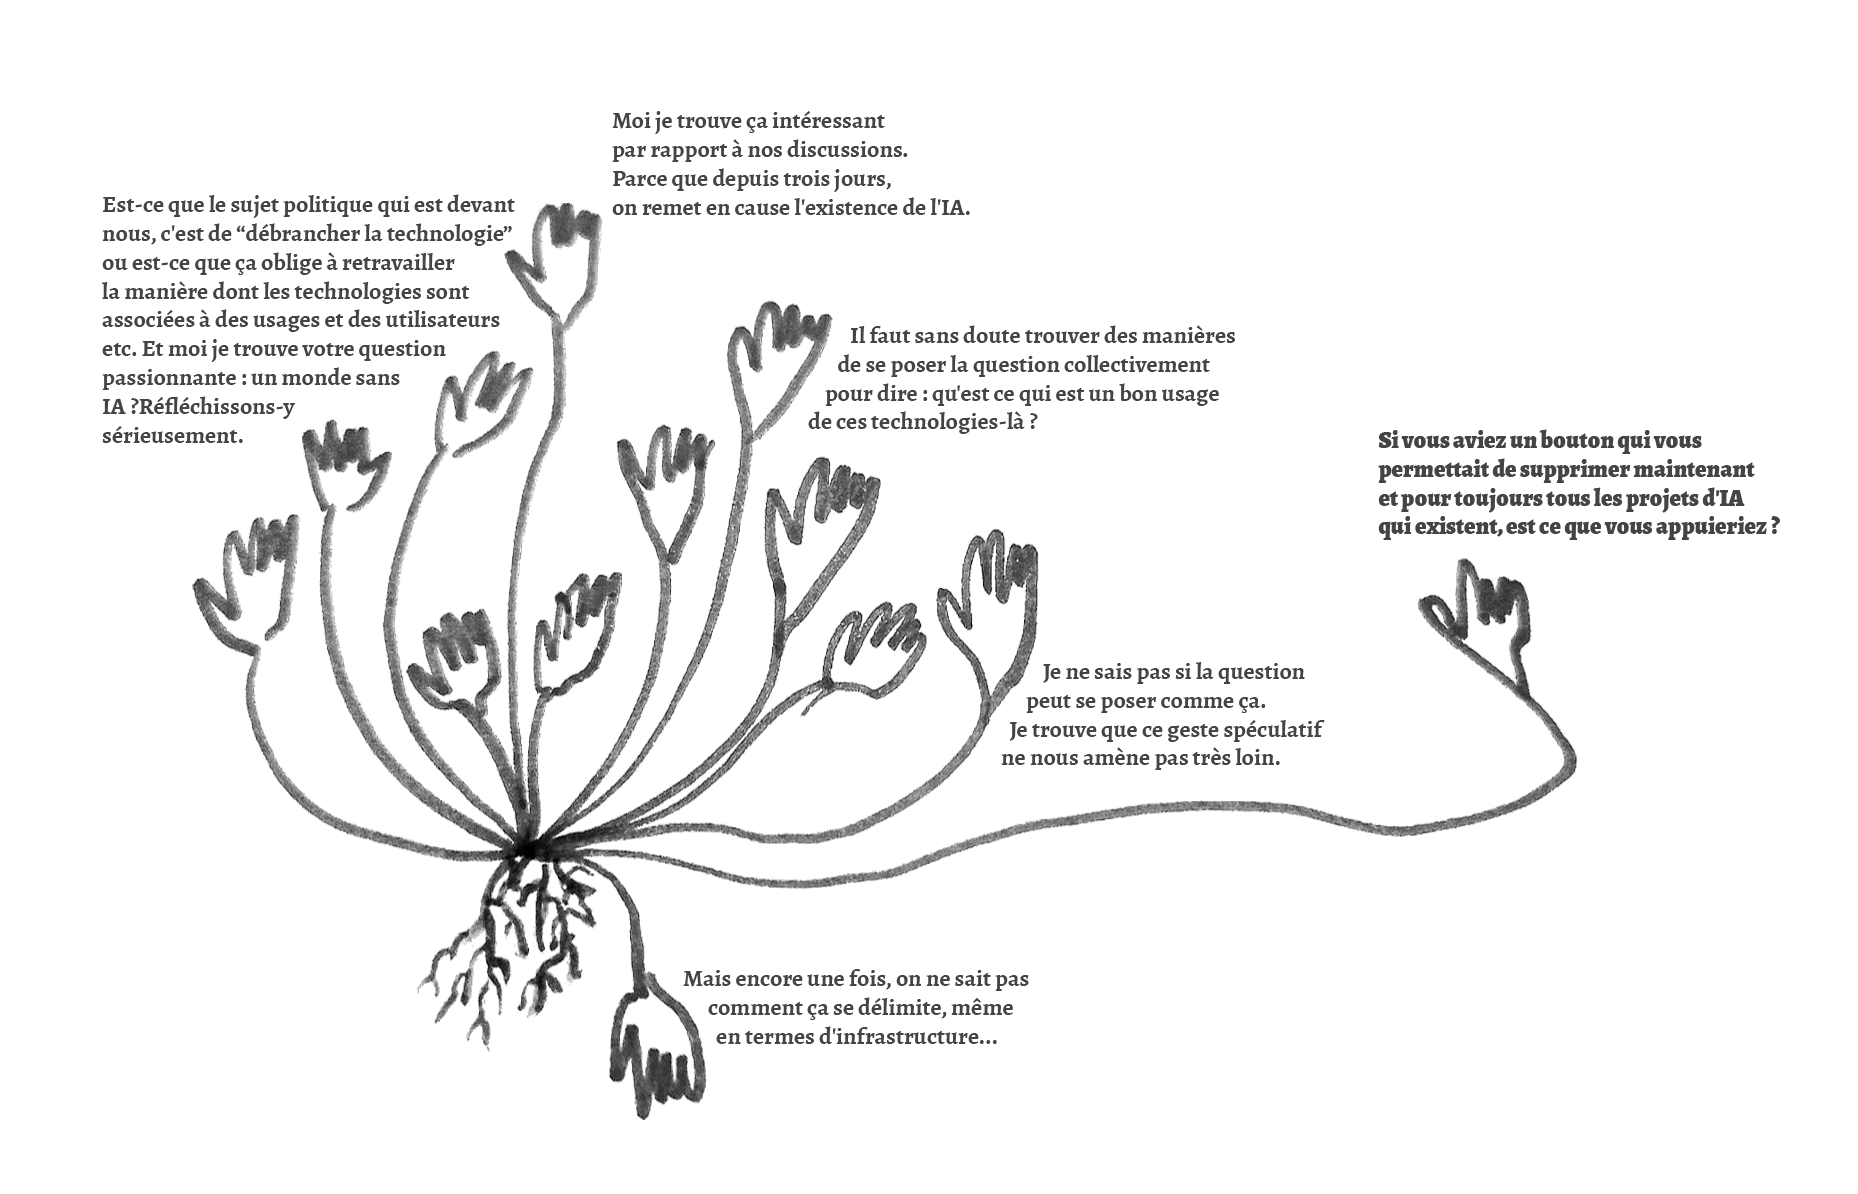 Moi je trouve ça intéressant
par rapport à nos discussions.
Parce que depuis trois jours,
on remet en cause l'existence de l'IA.
Est-ce que le sujet politique qui est devant
nous, c'est de “débrancher la technologie”
ou est-ce que ça oblige à retravailler
la manière dont les technologies sont
associées à des usages et des utilisateurs
etc. Et moi je trouve votre question
passionnante : un monde sans
IA ?Réfléchissons-y
sérieusement.
Il faut sans doute trouver des manières
de se poser la question collectivement
pour dire : qu'est ce qui est un bon usage
de ces technologies-là ?
Si vous aviez un bouton qui vous
permettait de supprimer maintenant
et pour toujours tous les projets d'IA
qui existent, est ce que vous appuieriez ?
Je ne sais pas si la question
peut se poser comme ça.
Je trouve que ce geste spéculatif
ne nous amène pas très loin.
Mais encore une fois, on ne sait pas
comment ça se délimite, même
en termes d'infrastructure...